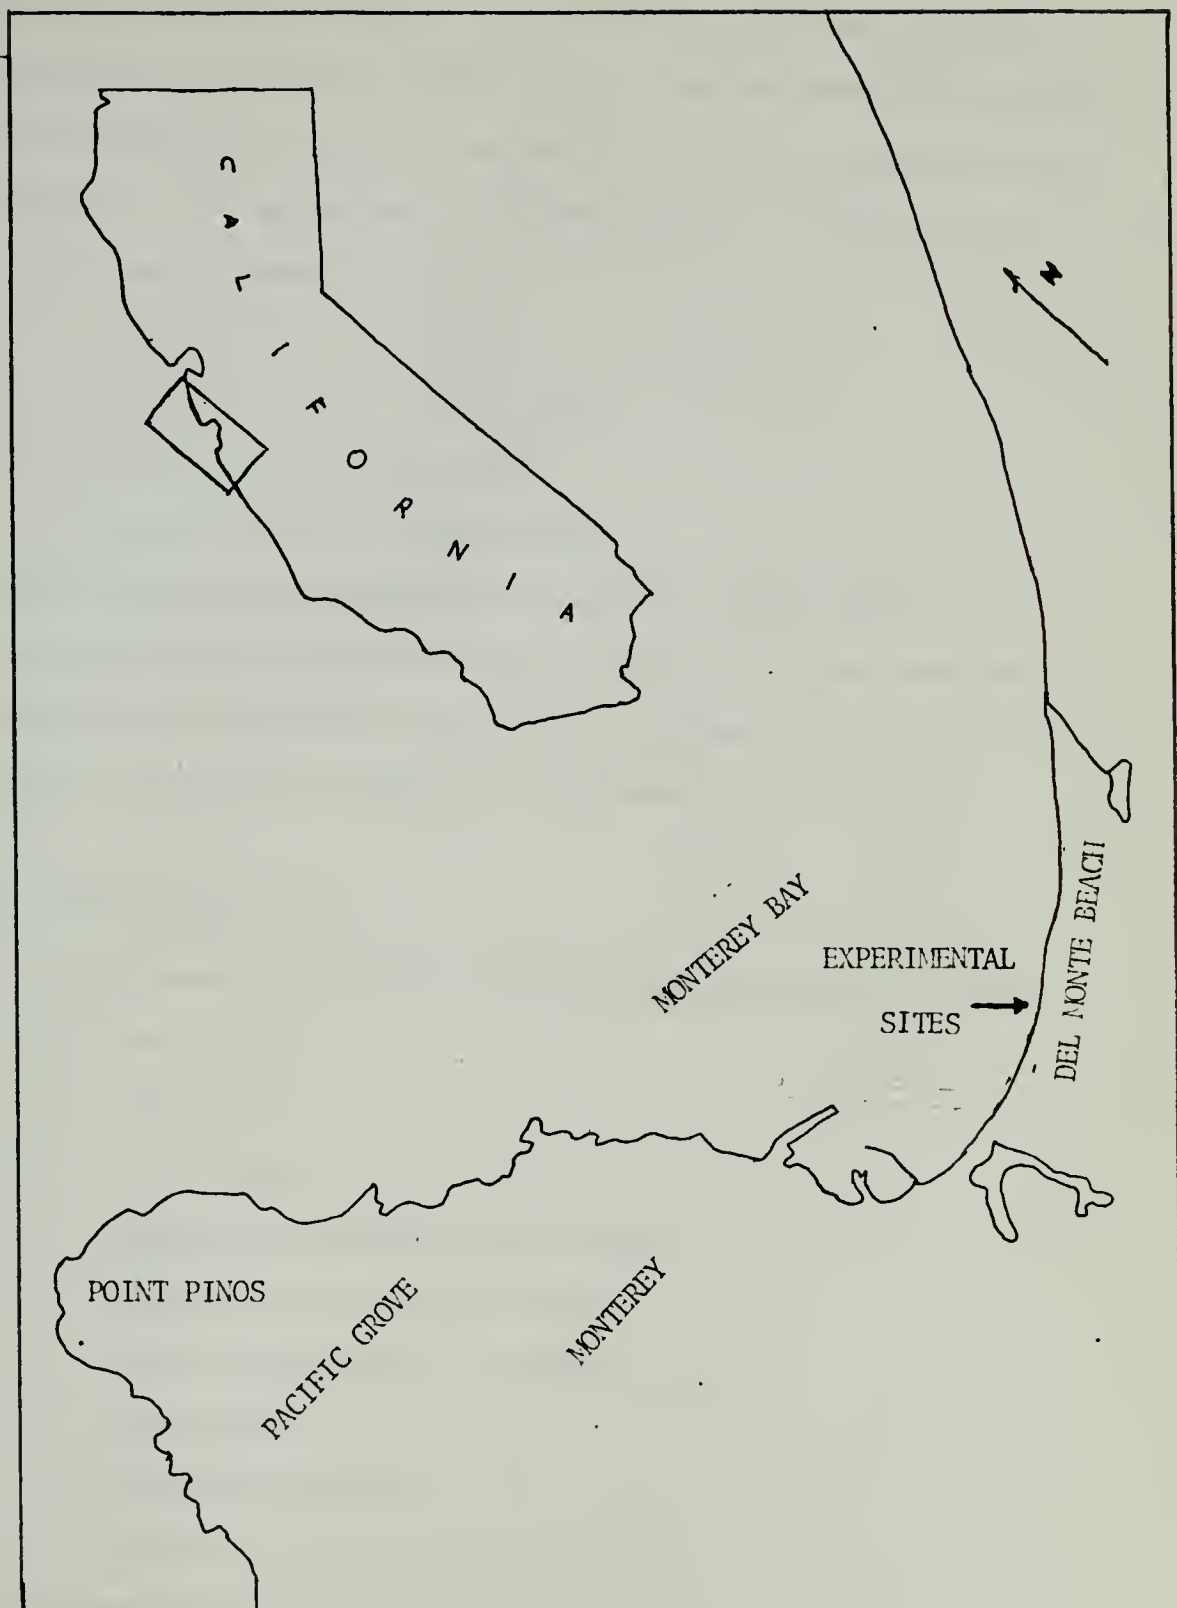 CALIFORNIA
N
MONTEREY BAY
EXPERIMENTAL
SITES
DEL MONTE BEACH
POINT PINOS
PACIFIC GROVE
MONTEREY